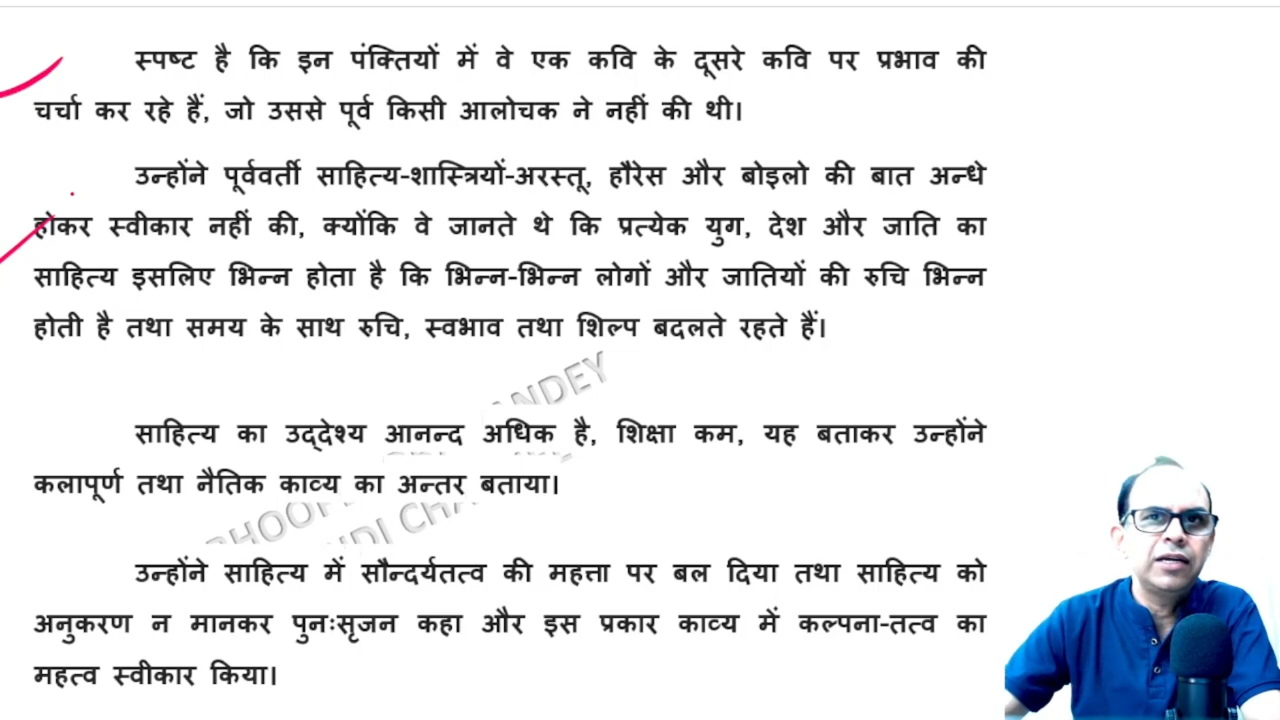 स्पष्ट है कि इन पंक्तियों में वे एक कवि के दूसरे कवि पर प्रभाव की
चर्चा कर रहे हैं, जो उससे पूर्व किसी आलोचक ने नहीं की थी।
उन्होंने पूर्ववर्ती साहित्य-शास्त्रियों-अरस्तू, हौरेस और बोइलो की बात अन्धे
होकर स्वीकार नहीं की, क्योंकि वे जानते थे कि प्रत्येक युग, देश और जाति का
साहित्य इसलिए भिन्न होता है कि भिन्न-भिन्न लोगों और जातियों की रुचि भिन्न
होती है तथा समय के साथ रुचि, स्वभाव तथा शिल्प बदलते रहते हैं।
साहित्य का उद्देश्य आनन्द अधिक है, शिक्षा कम, यह बताकर उन्होंने
कलापूर्ण तथा नैतिक काव्य का अन्तर बताया।
उन्होंने साहित्य में सौन्दर्यतत्व की महत्ता पर बल दिया तथा साहित्य को
अनुकरण न मानकर पुनःसृजन कहा और इस प्रकार काव्य में कल्पना-तत्व का
महत्व स्वीकार किया।